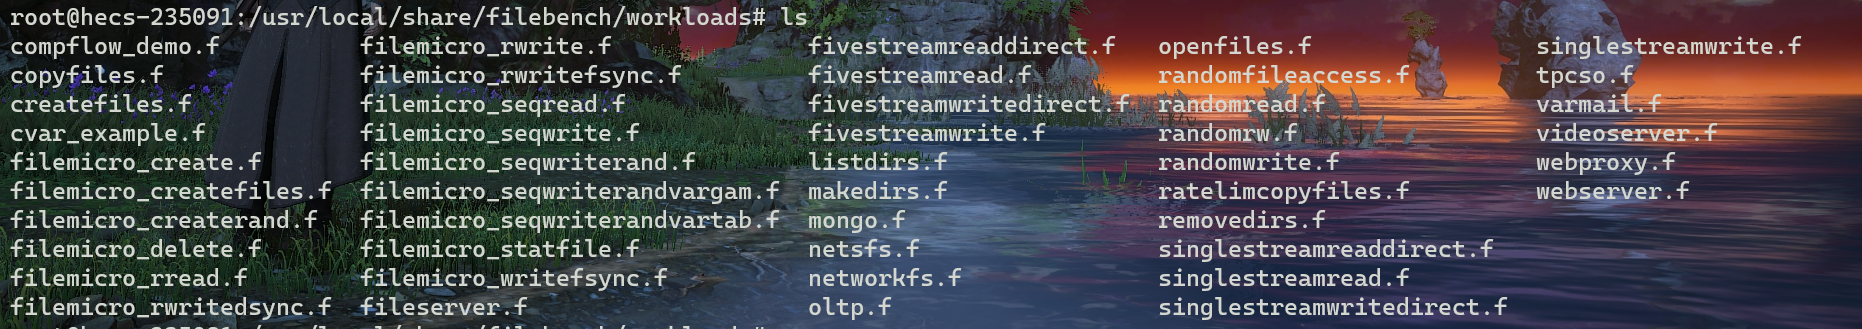 root@hecs-235091:/usr/local/share/filebench/workloads# ls
compflow_demo.f filemicro_rwrite.f fivestreamreaddirect.f openfiles.f singlestreamwrite.f
copyfiles.f filemicro_rwritefsync.f fivestreamread.f randomfileaccess.f tpcso.f
createfiles.f filemicro_seqread.f fivestreamwritedirect.f randomread.f varmail.f
cvar_example.f filemicro_seqwrite.f fivestreamwrite.f randomrw.f videoserver.f
filemicro_create.f filemicro_seqwriterand.f listdirs.f randomwrite.f webproxy.f
filemicro_createfiles.f filemicro_seqwriterandvargam.f makedirs.f ratelimcopyfiles.f webserver.f
filemicro_createrand.f filemicro_seqwriterandvartab.f mongo.f removedirs.f
filemicro_delete.f filemicro_statfile.f netsfs.f singlestreamreaddirect.f
filemicro_rread.f filemicro_writefsync.f networkfs.f singlestreamread.f
filemicro_rwritedsync.f fileserver.f oltp.f singlestreamwritedirect.f